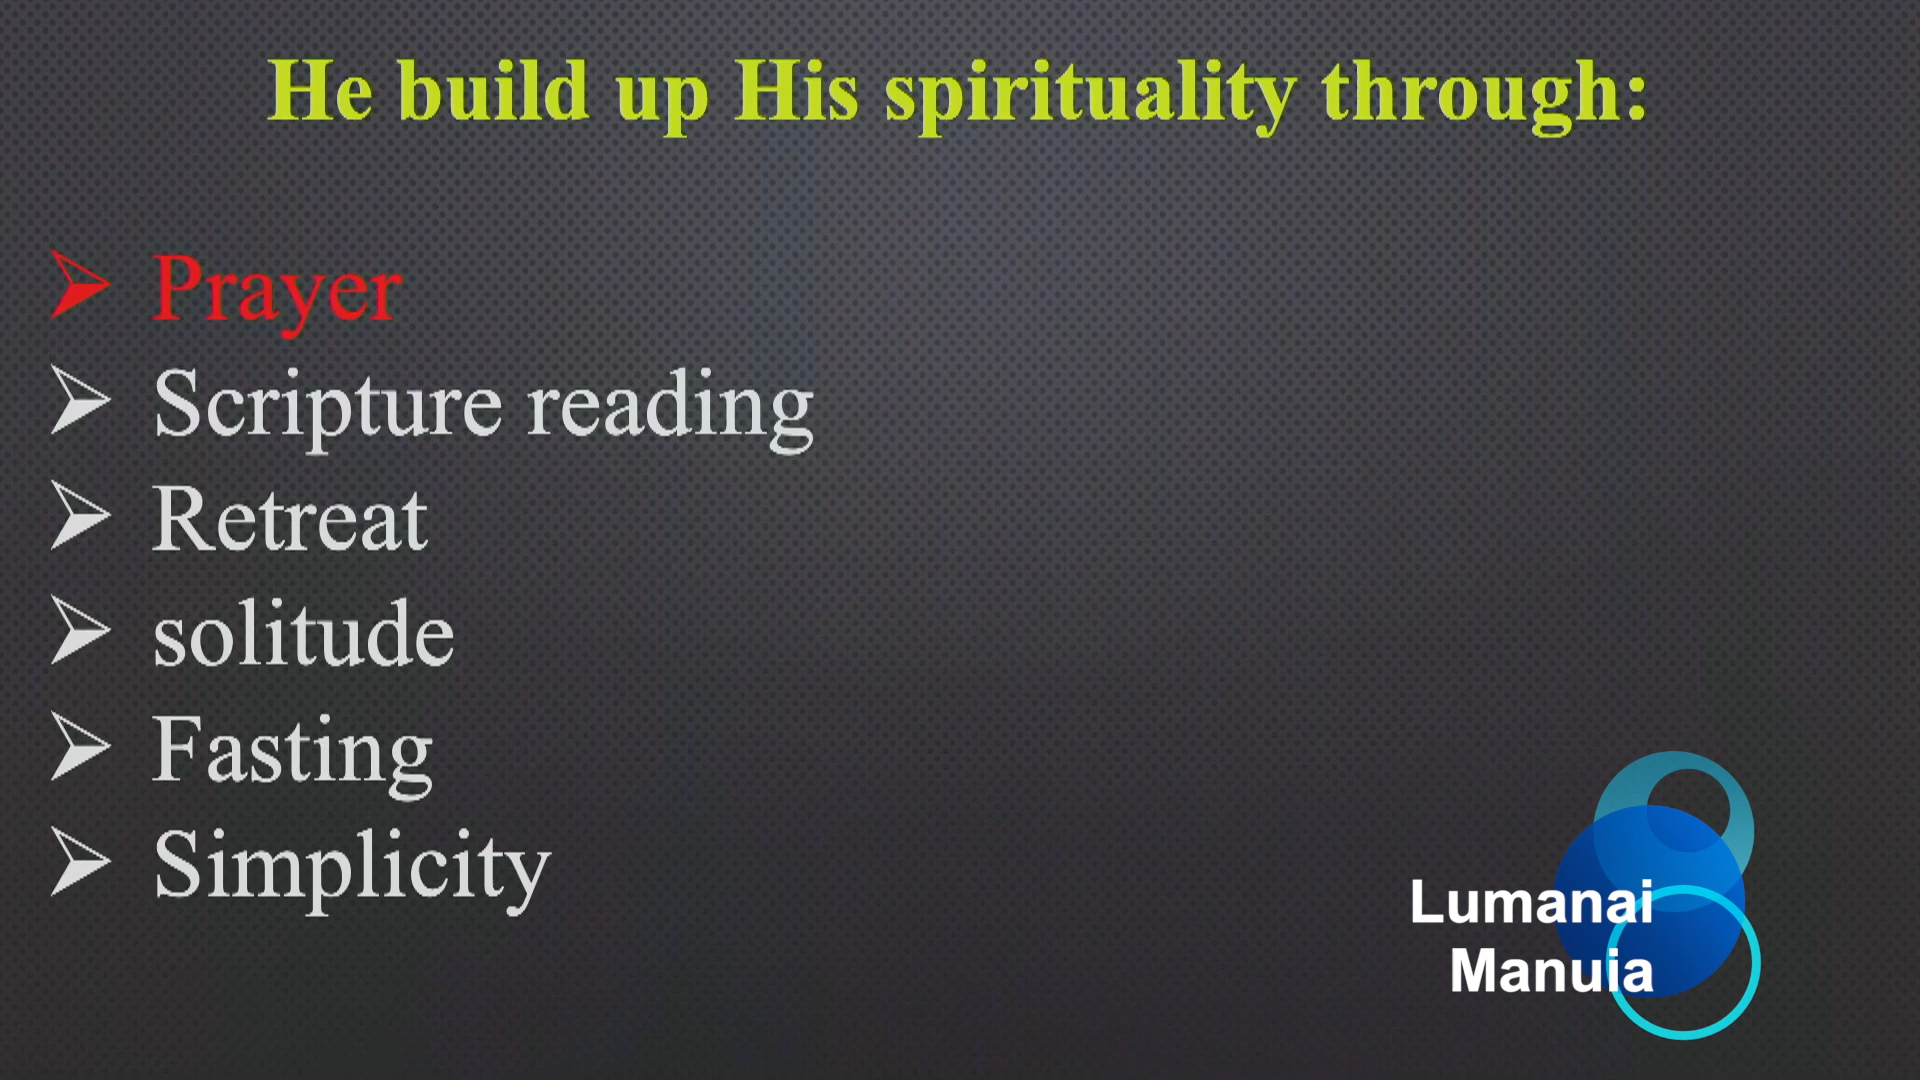 He build up His spirituality through:
Prayer
Scripture reading
Retreat
solitude
Fasting
Simplicity
Lumanai
Manuia